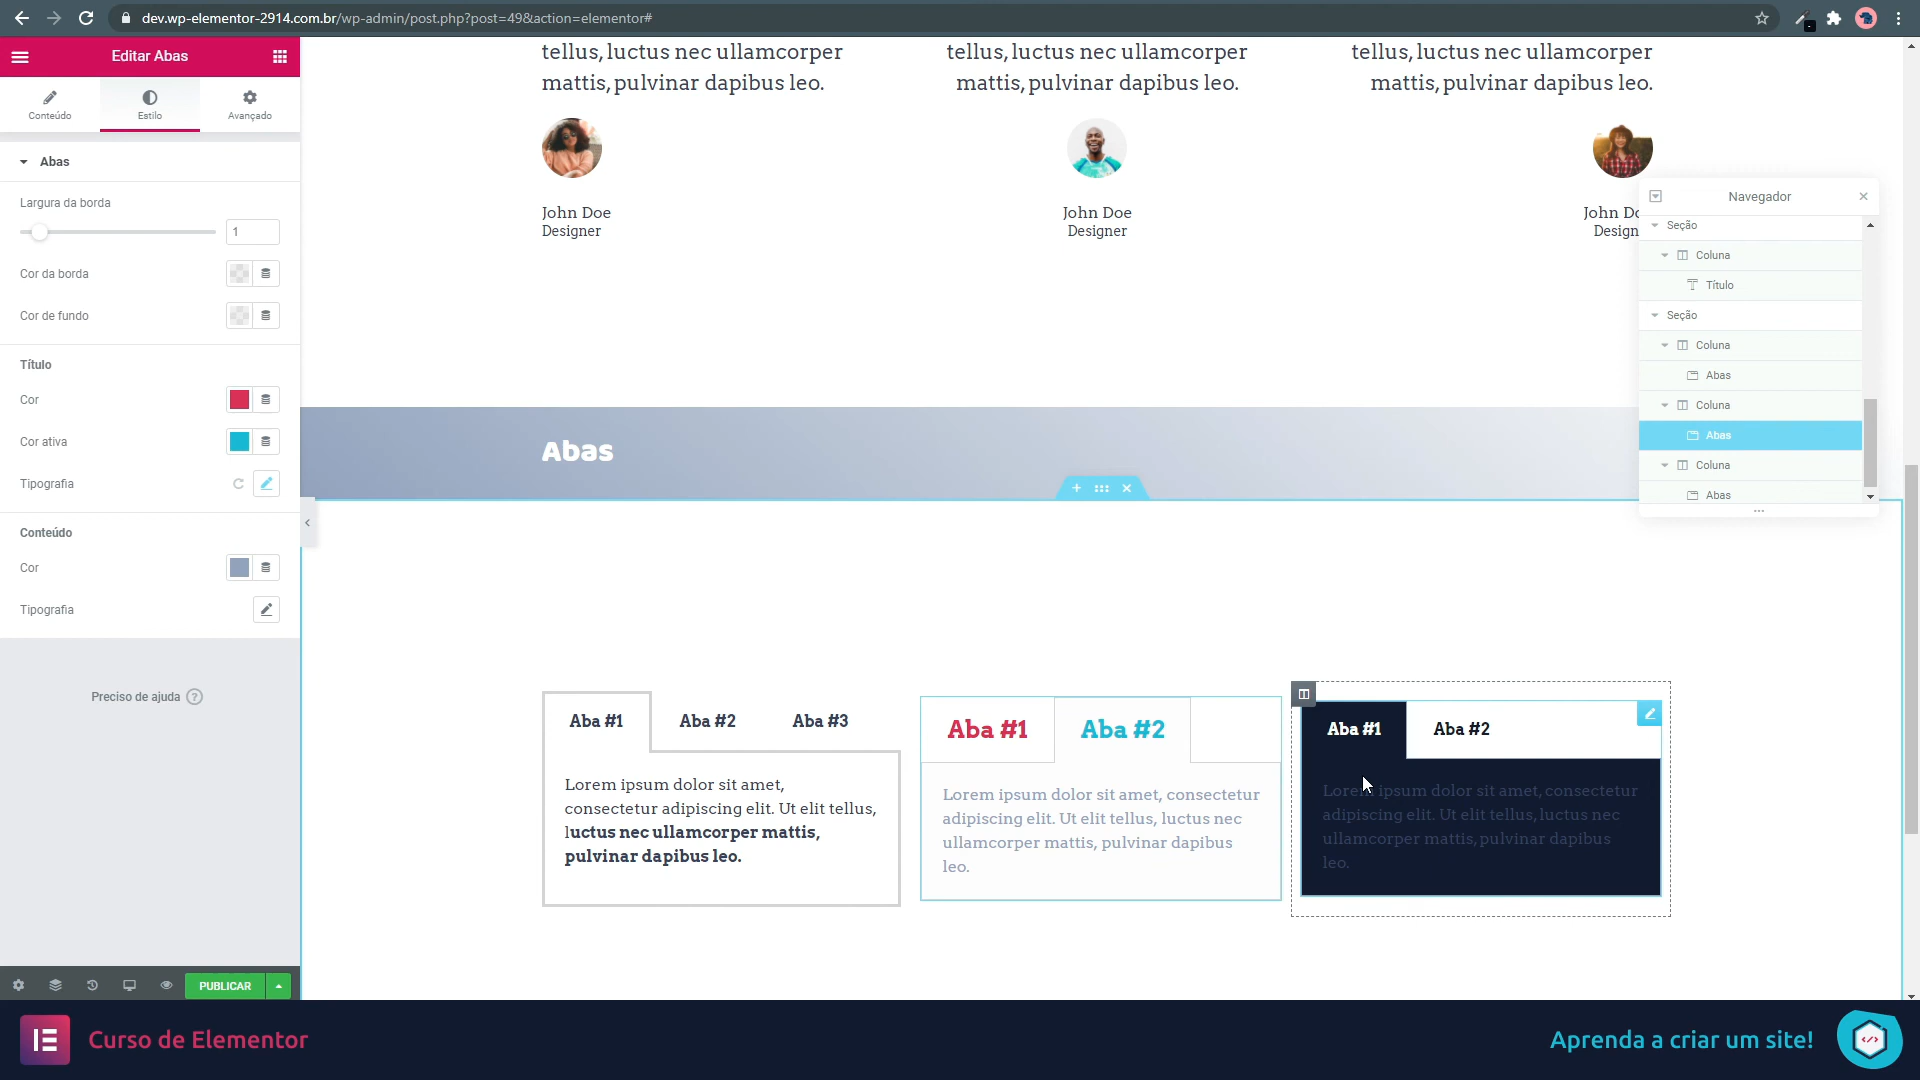 dev.wp-elementor-2914.com.br/wp-admin/post.php?post=49&action=elementor#
Editar Abas
Conteúdo
Estilo
Avançado
Abas
Largura da borda
1
Cor da borda
Cor de fundo
Título
Cor
Cor ativa
Tipografia
Conteúdo
Cor
Tipografia
Preciso de ajuda ?
PUBLICAR
tellus, luctus nec ullamcorper
mattis, pulvinar dapibus leo.
John Doe
Designer
tellus, luctus nec ullamcorper
mattis, pulvinar dapibus leo.
John Doe
Designer
tellus, luctus nec ullamcorper
mattis, pulvinar dapibus leo.
John
Navegador
Seção
Coluna
Título
Seção
Coluna
Abas
Coluna
Abas
Coluna
Abas
Abas
Aba #1
Aba #2
Aba #3
Lorem ipsum dolor sit amet,
consectetur adipiscing elit. Ut elit tellus,
luctus nec ullamcorper mattis,
pulvinar dapibus leo.
Aba #1
Aba #2
Lorem ipsum dolor sit amet, consectetur
adipiscing elit. Ut elit tellus, luctus nec
ullamcorper mattis, pulvinar dapibus
leo.
Aba #1
Aba #2
Lorem ipsum dolor sit amet, consectetur
adipiscing elit. Ut elit tellus, luctus nec
ullamcorper mattis, pulvinar dapibus
leo.
Curso de Elementor
Aprenda a criar um site!